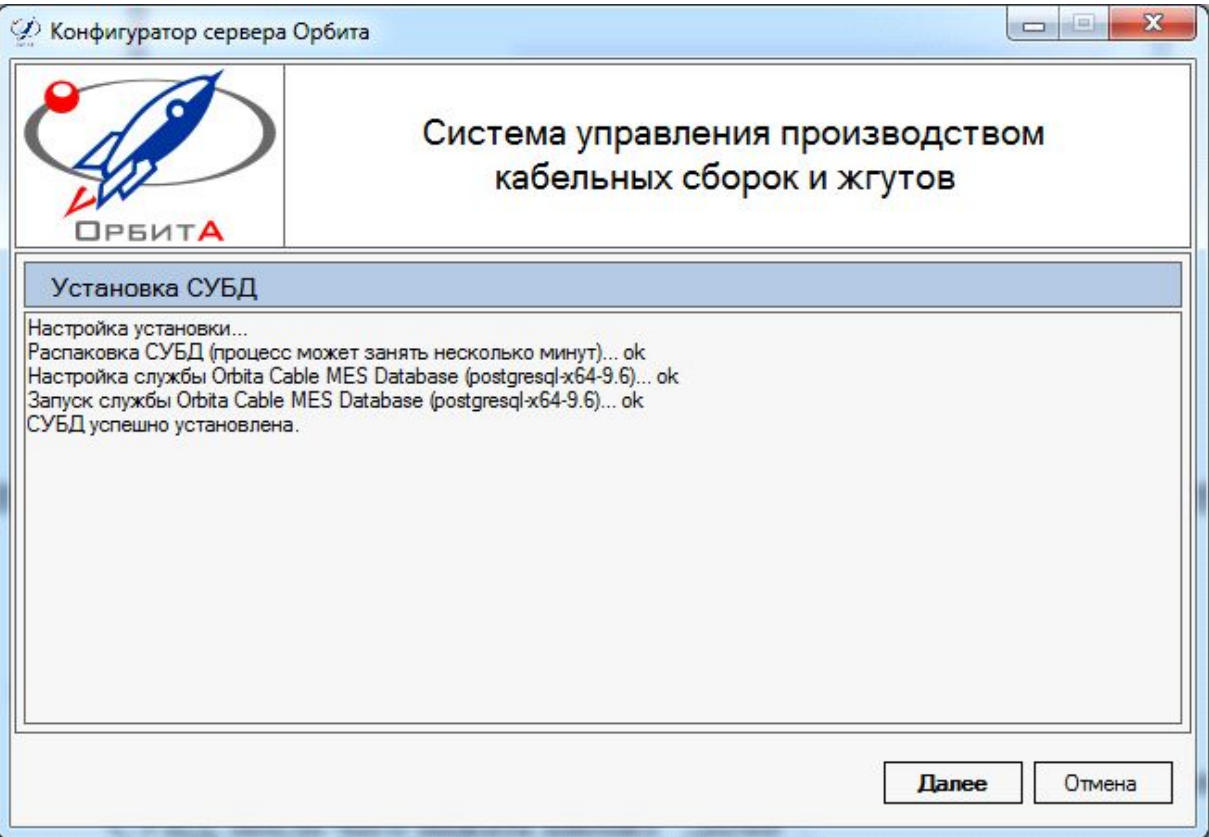 Конфигуратор сервера Орбита
ОРБИТА
Система управления производством
кабельных сборок и жгутов
Установка СУБД
Настройка установки...
Распаковка СУБД (процесс может занять несколько минут)... ok
Настройка службы Orbita Cable MES Database (postgresql-x64-9.6)... ok
Запуск службы Orbita Cable MES Database (postgresql-x64-9.6)... ok
СУБД успешно установлена.
Далее
Отмена